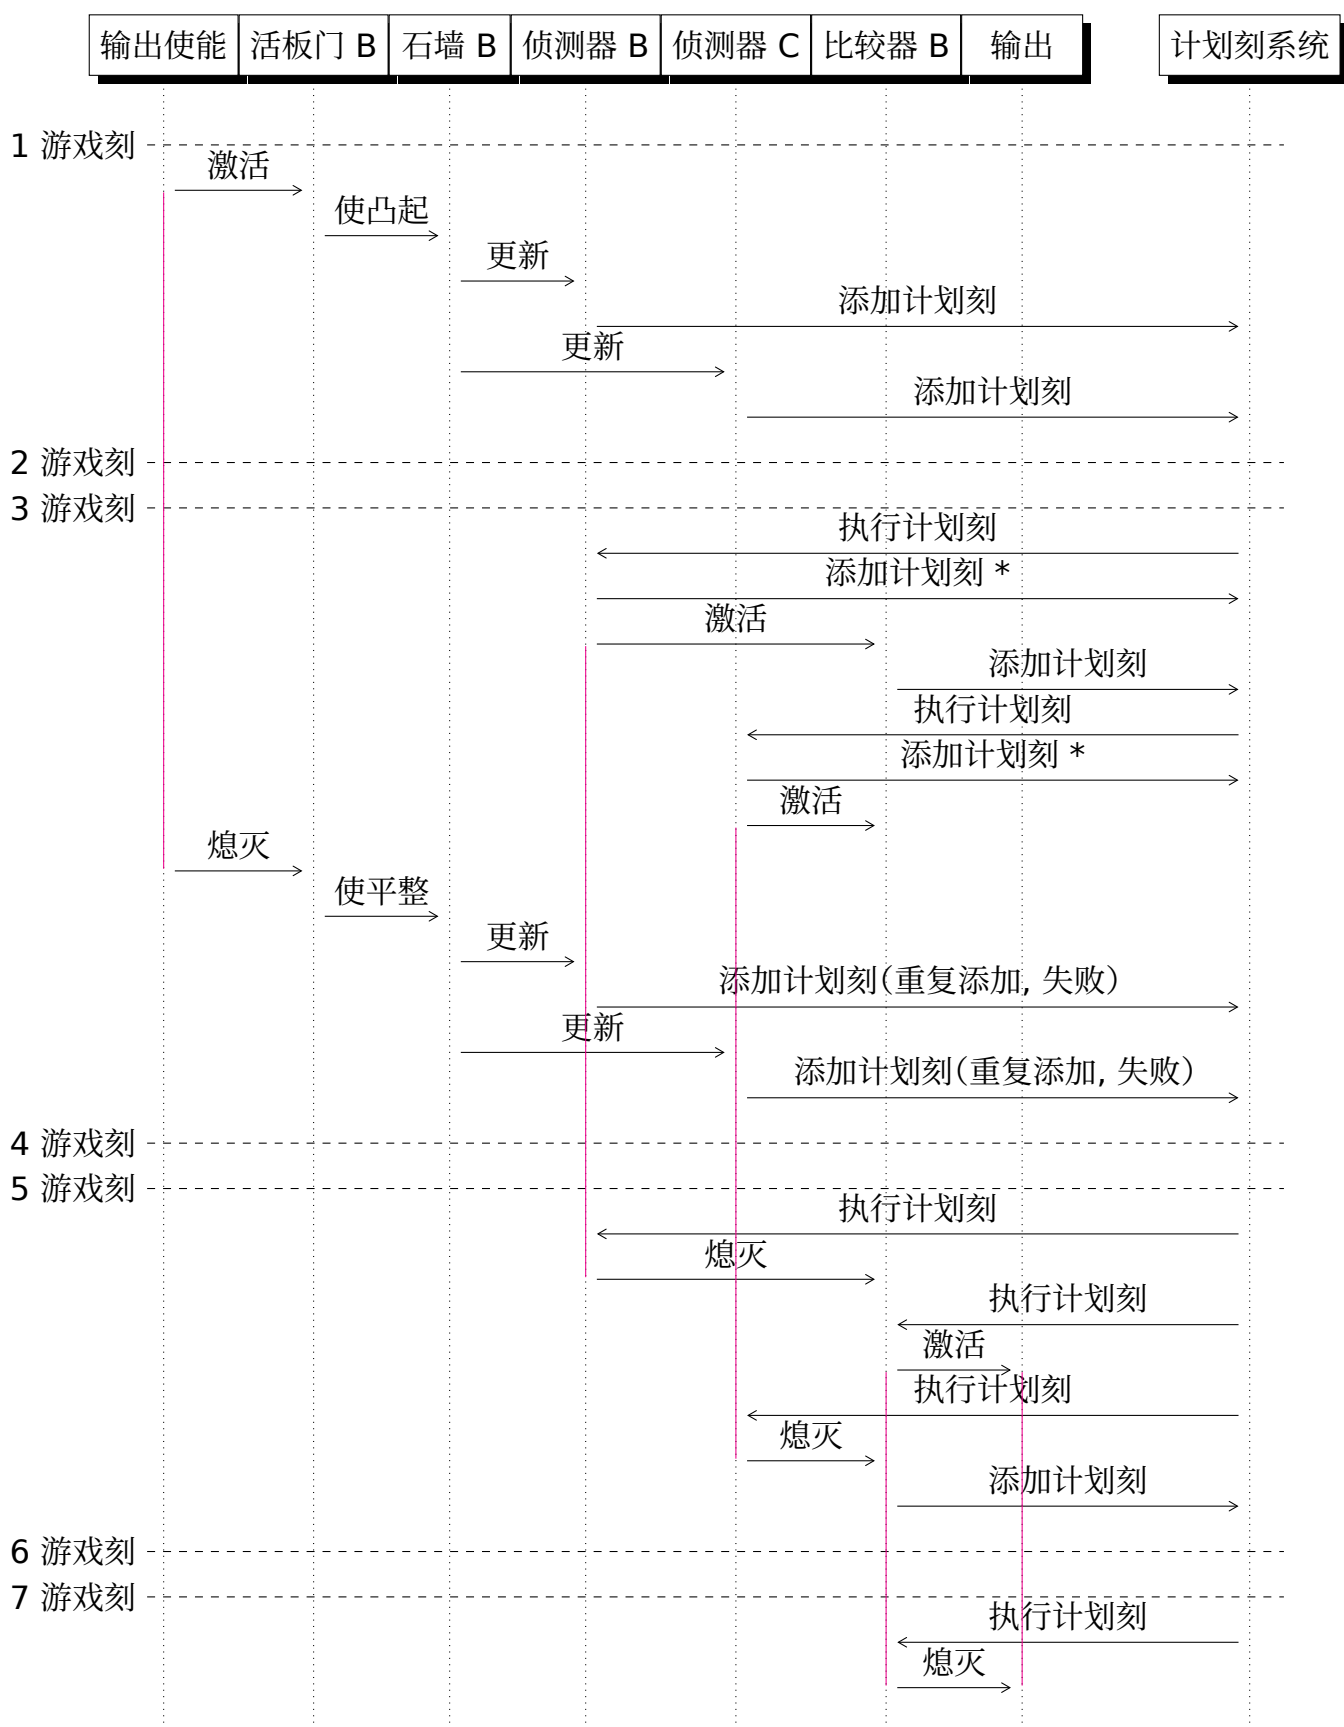 输出使能 活板门 B 石墙 B 侦测器 B 侦测器 C 比较器 B 输出 计划刻系统
1 游戏刻
激活
使凸起
更新
添加计划刻
更新
添加计划刻
2 游戏刻
3 游戏刻
执行计划刻
添加计划刻 *
激活
添加计划刻
执行计划刻
添加计划刻 *
激活
熄灭
使平整
更新
添加计划刻(重复添加, 失败)
更新
添加计划刻(重复添加, 失败)
4 游戏刻
5 游戏刻
执行计划刻
熄灭
执行计划刻
激活
执行计划刻
熄灭
添加计划刻
6 游戏刻
7 游戏刻
执行计划刻
熄灭